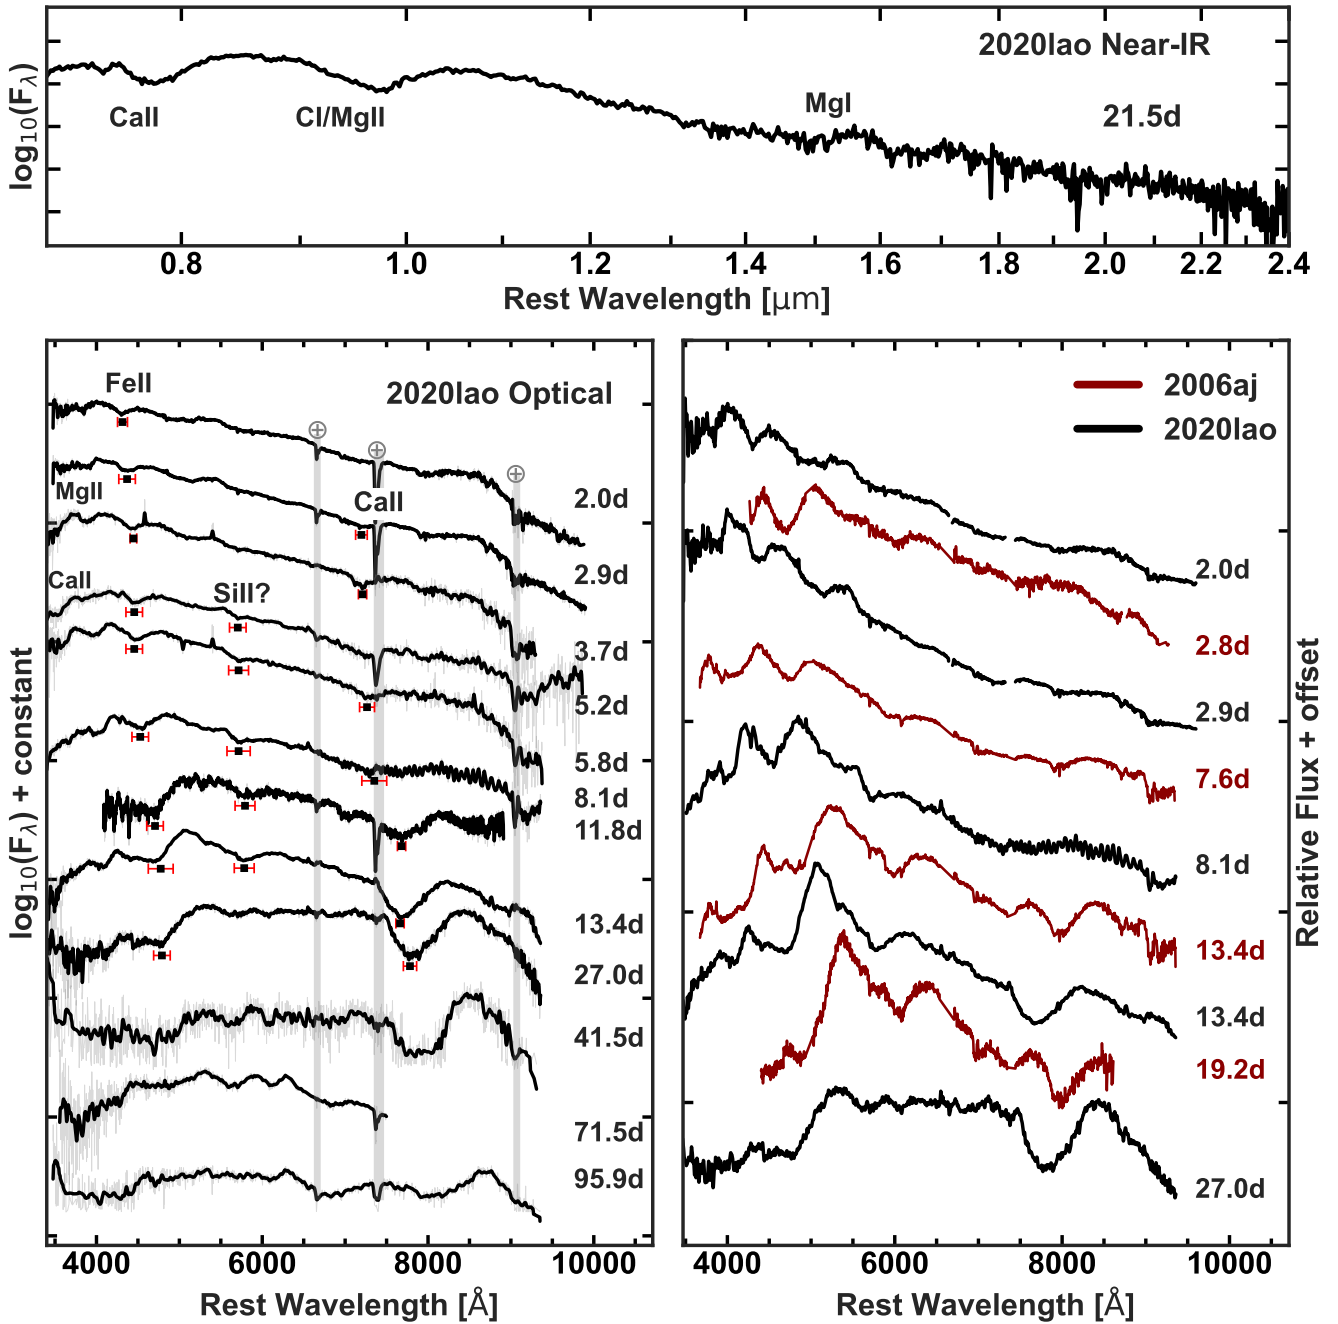 2020lao Near-IR
CaII
CI/MgII
MgI
21.5d
log₁₀(F_λ)
0.8 1.0 1.2 1.4 1.6 1.8 2.0 2.2 2.4
Rest Wavelength [μm]
2020lao Optical
FeII
MgII
CaII
CaII
SiII?
2.0d
2.9d
3.7d
5.2d
5.8d
8.1d
11.8d
13.4d
27.0d
41.5d
71.5d
95.9d
log₁₀(F_λ) + constant
4000 6000 8000 10000
Rest Wavelength [Å]
2006aj
2020lao
2.0d
2.8d
2.9d
7.6d
8.1d
13.4d
13.4d
19.2d
27.0d
Relative Flux + offset
4000 6000 8000 10000
Rest Wavelength [Å]